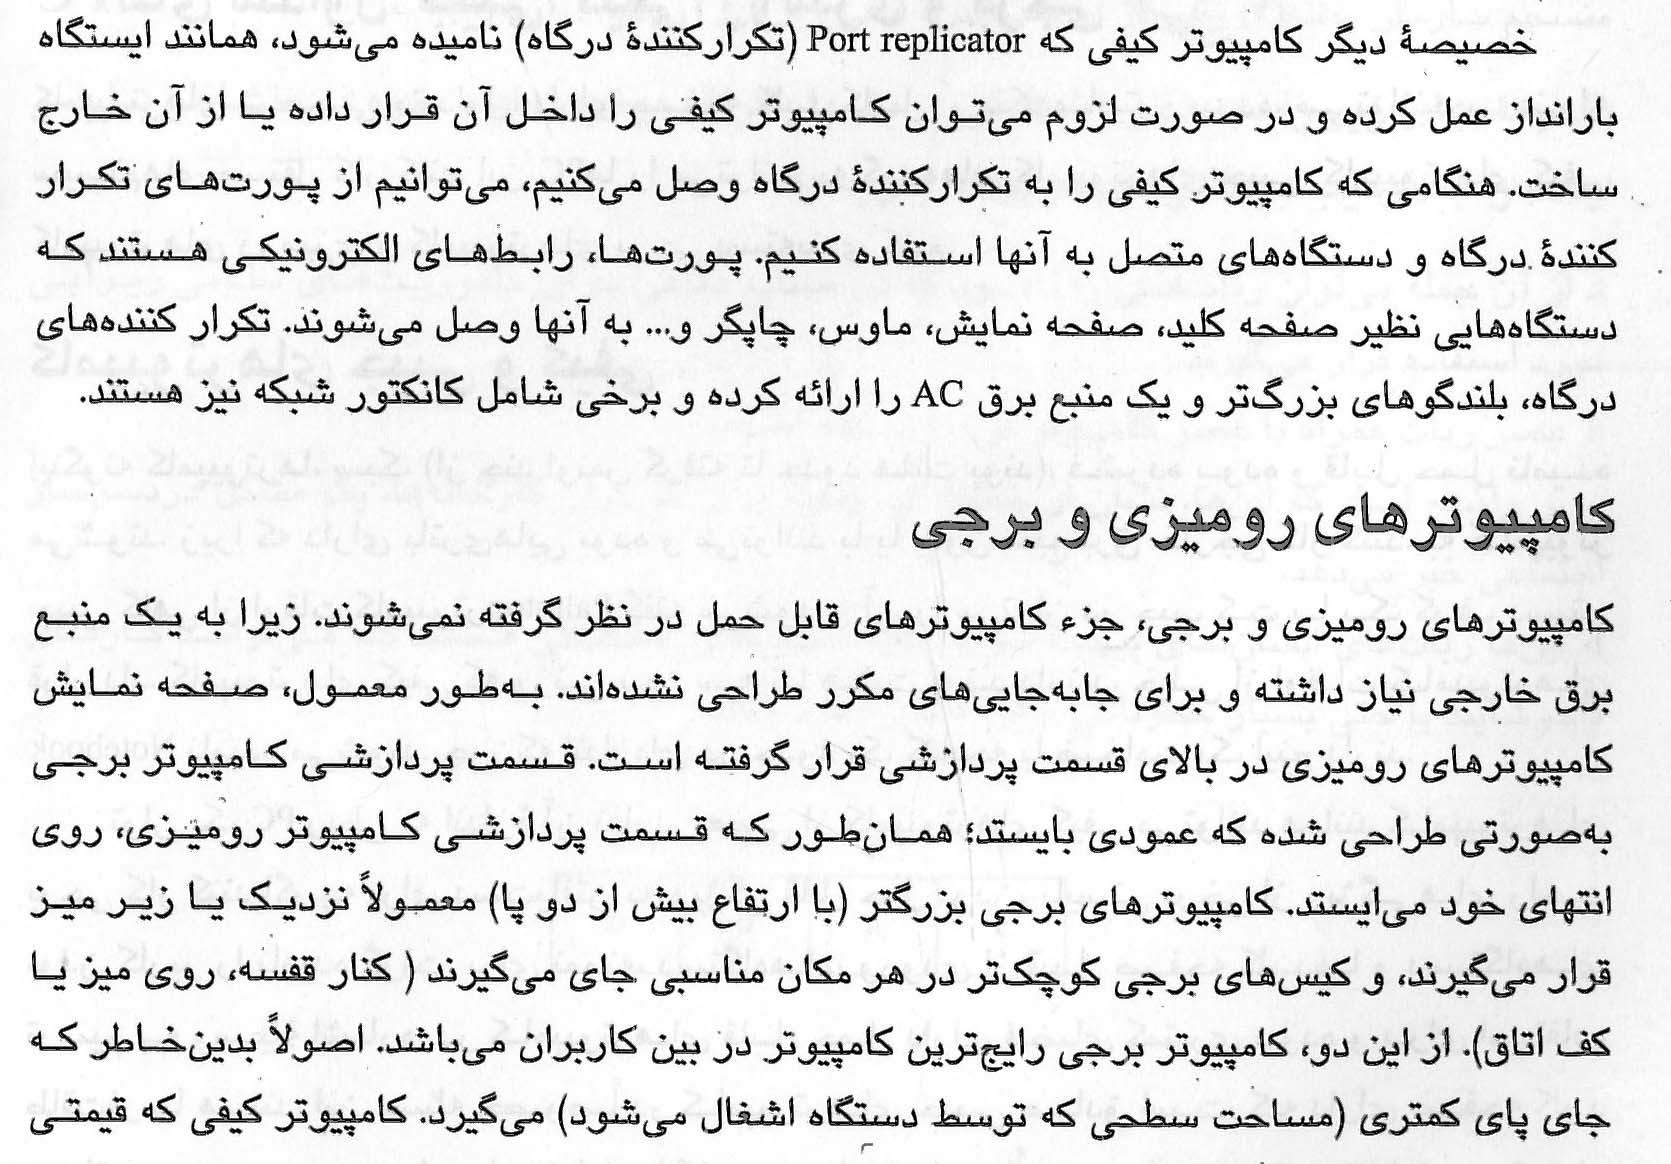 خصیصهٔ دیگر کامپیوتر کیفی که Port replicator (تکرارکنندهٔ درگاه) نامیده می‌شود، همانند ایستگاه
بارانداز عمل کرده و در صورت لزوم می‌توان کامپیوتر کیفی را داخل آن قرار داده یا از آن خارج
ساخت. هنگامی که کامپیوتر کیفی را به تکرارکنندهٔ درگاه وصل می‌کنیم، می‌توانیم از پورت‌های تکرار
کنندهٔ درگاه و دستگاه‌های متصل به آنها استفاده کنیم. پورت‌ها، رابط‌های الکترونیکی هستند که
دستگاه‌هایی نظیر صفحه کلید، صفحه نمایش، ماوس، چاپگر و... به آنها وصل می‌شوند. تکرار کننده‌های
درگاه، بلندگوهای بزرگ‌تر و یک منبع برق AC را ارائه کرده و برخی شامل کانکتور شبکه نیز هستند.
کامپیوترهای رومیزی و برجی
کامپیوترهای رومیزی و برجی، جزء کامپیوترهای قابل حمل در نظر گرفته نمی‌شوند. زیرا به یک منبع
برق خارجی نیاز داشته و برای جابه‌جایی‌های مکرر طراحی نشده‌اند. به‌طور معمول، صفحه نمایش
کامپیوترهای رومیزی در بالای قسمت پردازشی قرار گرفته است. قسمت پردازشی کامپیوتر برجی
به‌صورتی طراحی شده که عمودی بایستد؛ همان‌طور که قسمت پردازشی کامپیوتر رومیزی، روی
انتهای خود می‌ایستد. کامپیوترهای برجی بزرگتر (با ارتفاع بیش از دو پا) معمولاً نزدیک یا زیر میز
قرار می‌گیرند، و کیس‌های برجی کوچک‌تر در هر مکان مناسبی جای می‌گیرند ( کنار قفسه، روی میز یا
کف اتاق). از این دو، کامپیوتر برجی رایج‌ترین کامپیوتر در بین کاربران می‌باشد. اصولاً بدین‌خاطر که
جای پای کمتری (مساحت سطحی که توسط دستگاه اشغال می‌شود) می‌گیرد. کامپیوتر کیفی که قیمتی